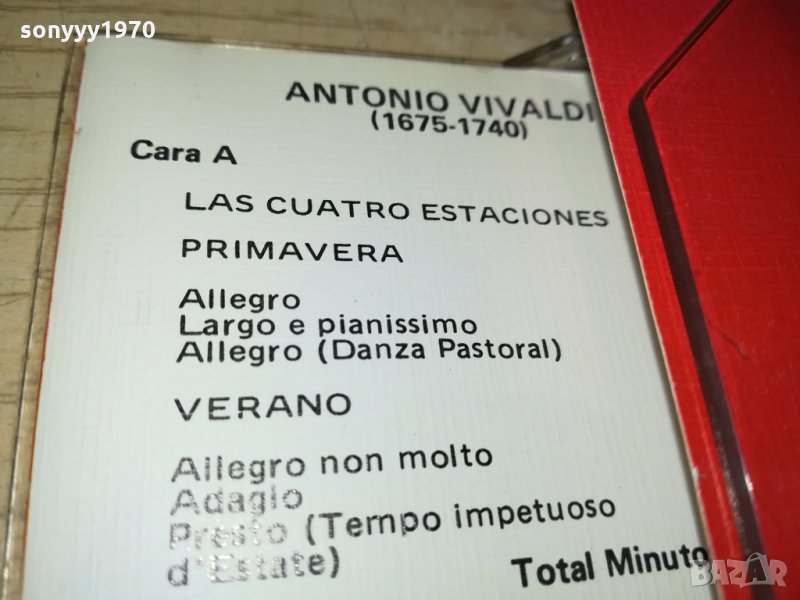 sonyyy1970
ANTONIO VIVALDI
(1675-1740)
Cara A
LAS CUATRO ESTACIONES
PRIMAVERA
Allegro
Largo e pianissimo
Allegro (Danza Pastoral)
VERANO
Allegro non molto
Adagio
Presto (Tempo impetuoso
d'Estate)
Total Minuto
BAZAR